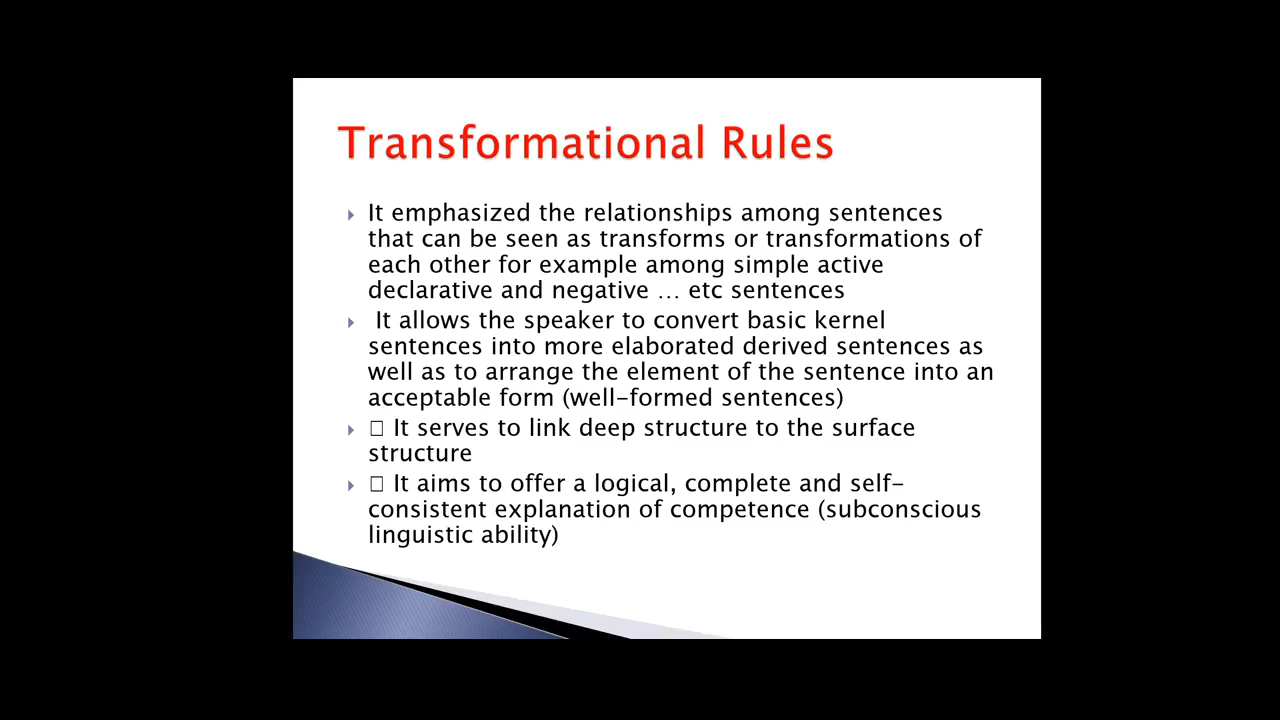 Transformational Rules
It emphasized the relationships among sentences
that can be seen as transforms or transformations of
each other for example among simple active
declarative and negative … etc sentences
It allows the speaker to convert basic kernel
sentences into more elaborated derived sentences as
well as to arrange the element of the sentence into an
acceptable form (well-formed sentences)
□ It serves to link deep structure to the surface
structure
□ It aims to offer a logical, complete and self-
consistent explanation of competence (subconscious
linguistic ability)